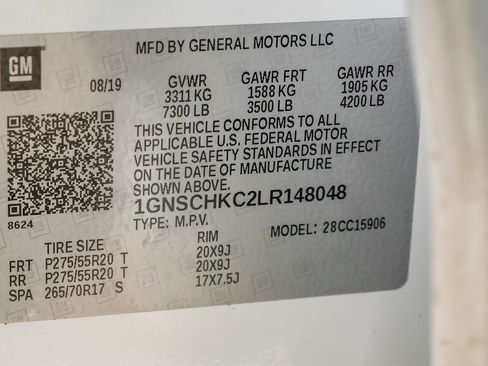 GM
MFD BY GENERAL MOTORS LLC
08/19 GVWR GAWR FRT GAWR RR
3311 KG 1588 KG 1905 KG
7300 LB 3500 LB 4200 LB
THIS VEHICLE CONFORMS TO ALL
APPLICABLE U.S. FEDERAL MOTOR
VEHICLE SAFETY STANDARDS IN EFFECT
ON THE DATE OF MANUFACTURE
SHOWN ABOVE.
1GNSCHKC2LR148048
8624
TYPE: M.P.V. MODEL: 28CC15906
TIRE SIZE RIM
FRT P275/55R20 T 20X9J
RR P275/55R20 T 20X9J
SPA 265/70R17 S 17X7.5J